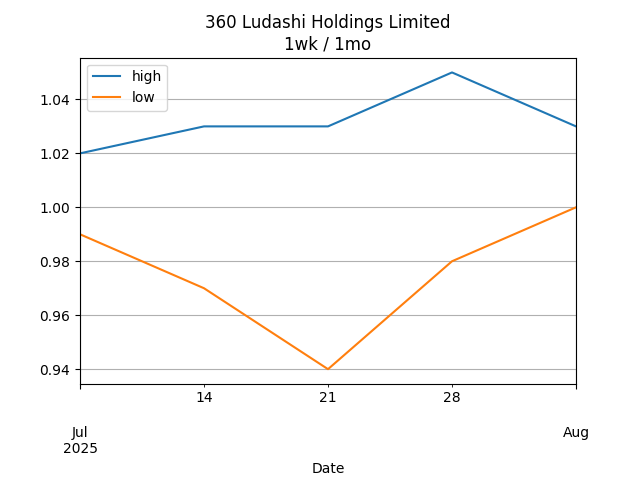 360 Ludashi Holdings Limited
1wk / 1mo
high
low
1.04
1.02
1.00
0.98
0.96
0.94
14
21
28
Jul
2025
Aug
Date